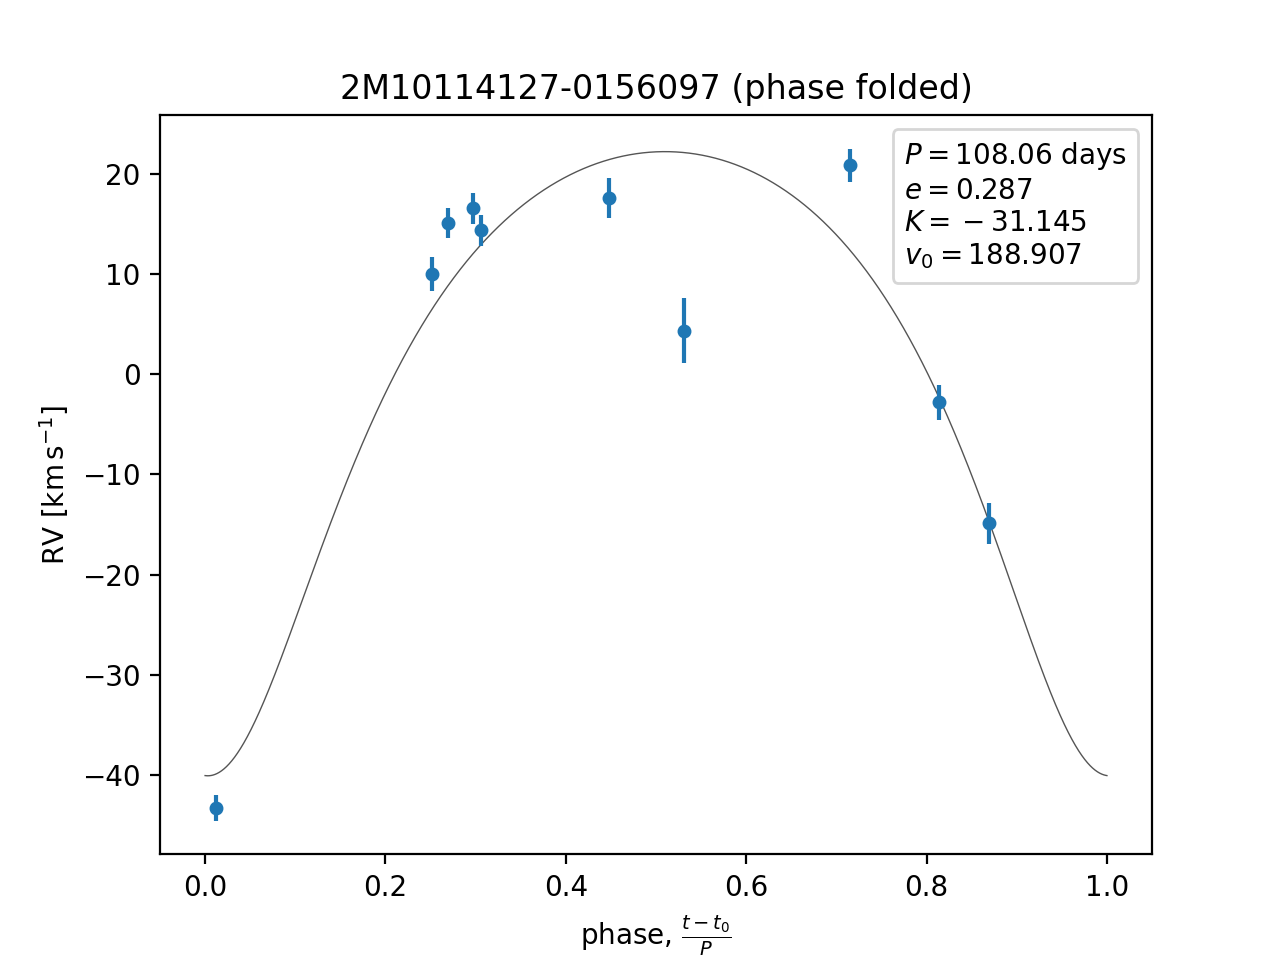 2M10114127-0156097 (phase folded)
P = 108.06 days
e = 0.287
K = − 31.145
v₀ = 188.907
20
10
0
−10
−20
−30
−40
RV [km s⁻¹]
0.0 0.2 0.4 0.6 0.8 1.0
phase, (t − t₀)/P